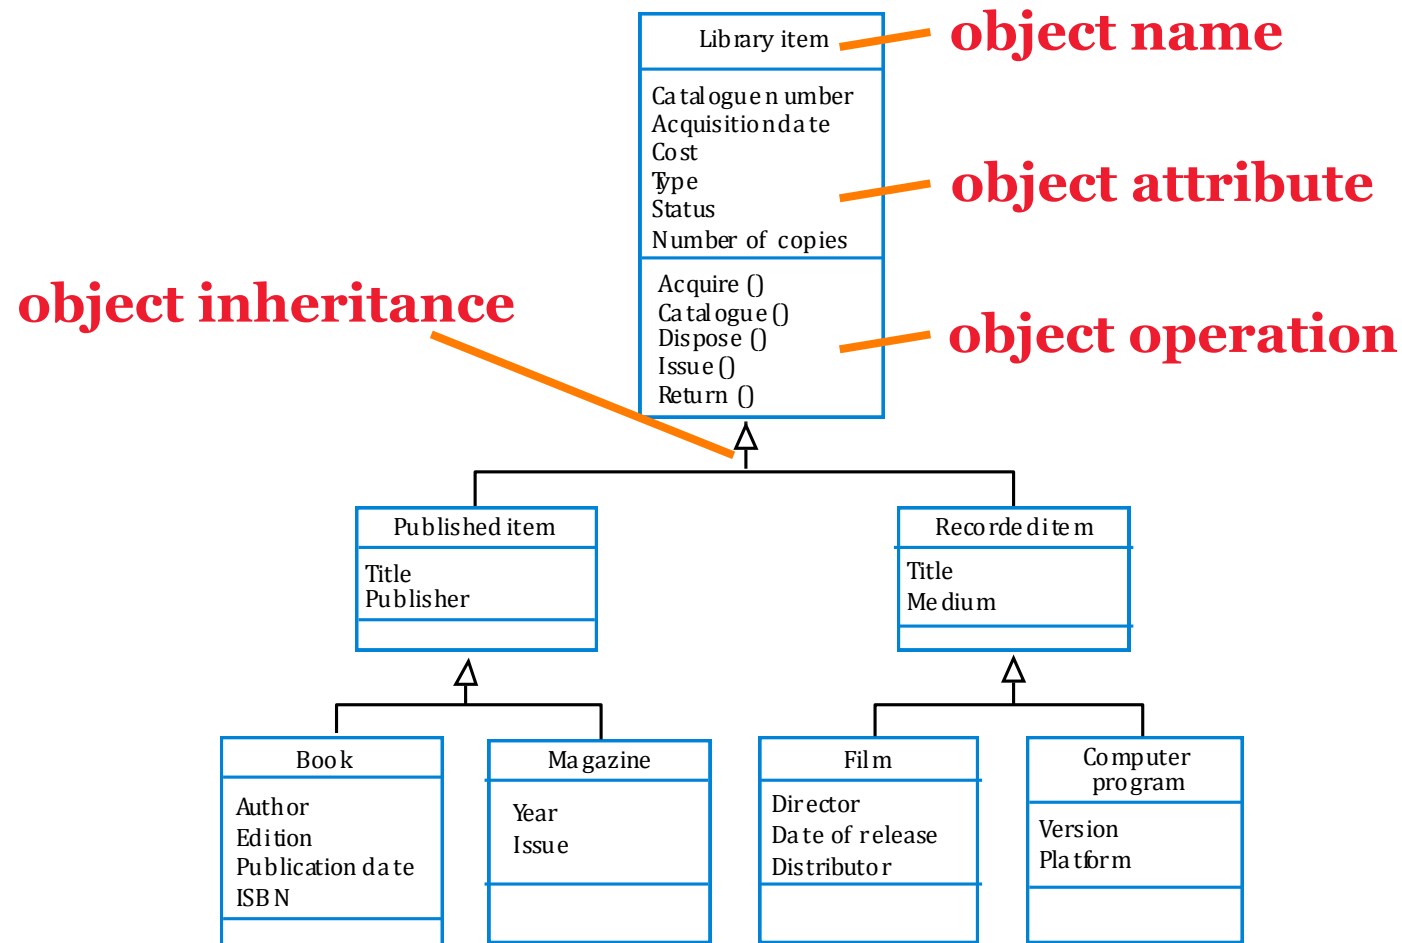 Library item
object name
Catalogue number
Acquisition date
Cost
Type
object attribute
Status
Number of copies
object inheritance
Acquire ()
Catalogue ()
Dispose ()
object operation
Issue ()
Return ()
Published item
Recorded item
Title
Publisher
Title
Medium
Book
Magazine
Film
Computer
program
Author
Edition
Publication date
ISBN
Year
Issue
Director
Date of release
Distributor
Version
Platform